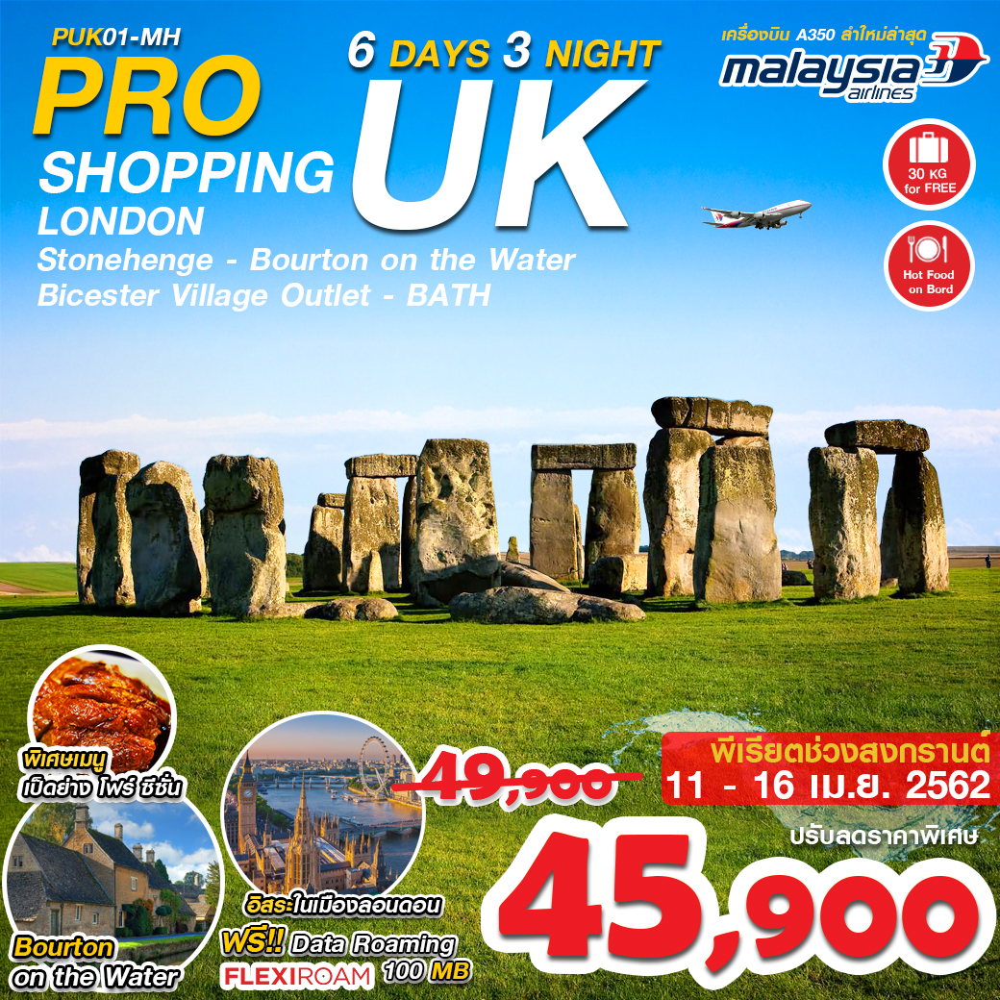 PUK01-MH
PRO
SHOPPING
LONDON
6 DAYS 3 NIGHT
UK
Stonehenge - Bourton on the Water
Bicester Village Outlet - BATH
เครื่องบิน A350 ลำใหม่ล่าสุด
malaysia
airlines
30 KG
for FREE
Hot Food
on Bord
พิเศษเมนู
เป็ดย่าง โฟร์ ซีซั่น
Bourton
on the Water
อิสระในเมืองลอนดอน
ฟรี!! Data Roaming
FLEXIROAM 100 MB
49,900
พีเรียตช่วงสงกรานต์
11 - 16 เม.ย. 2562
ปรับลดราคาพิเศษ
45,900